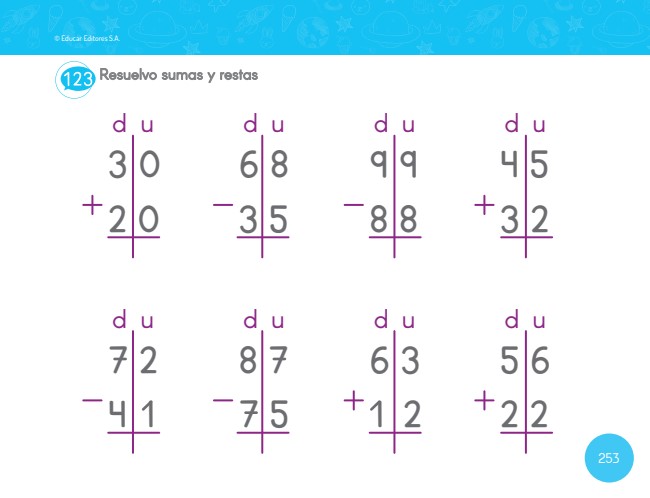 © Educar Editores S.A.
123 Resuelvo sumas y restas
d u d u d u d u
3 0 6 8 9 9 4 5
+ 2 0 − 3 5 − 8 8 + 3 2
d u d u d u d u
7 2 8 7 6 3 5 6
− 4 1 − 7 5 + 1 2 + 2 2
253